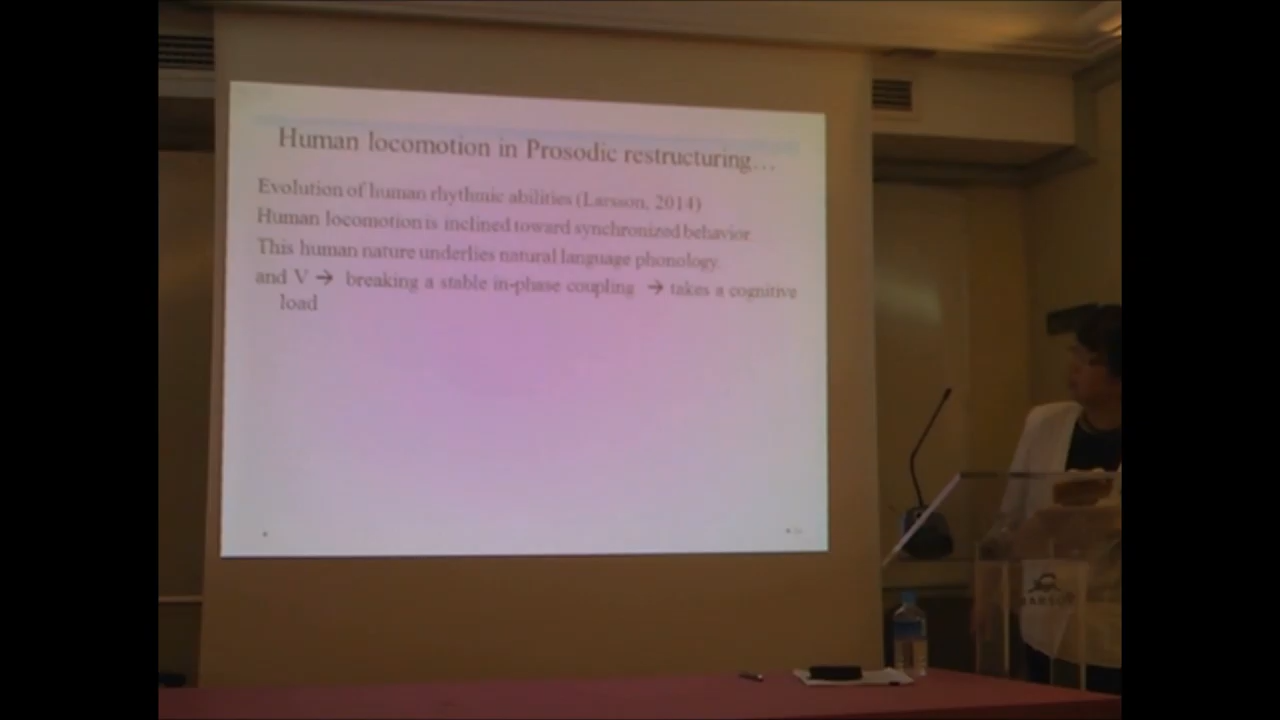 Human locomotion in Prosodic restructuring…
Evolution of human rhythmic abilities (Larsson, 2014)
Human locomotion is inclined toward synchronized behavior
This human nature underlies natural language phonology.
and V → breaking a stable in-phase coupling → takes a cognitive
load